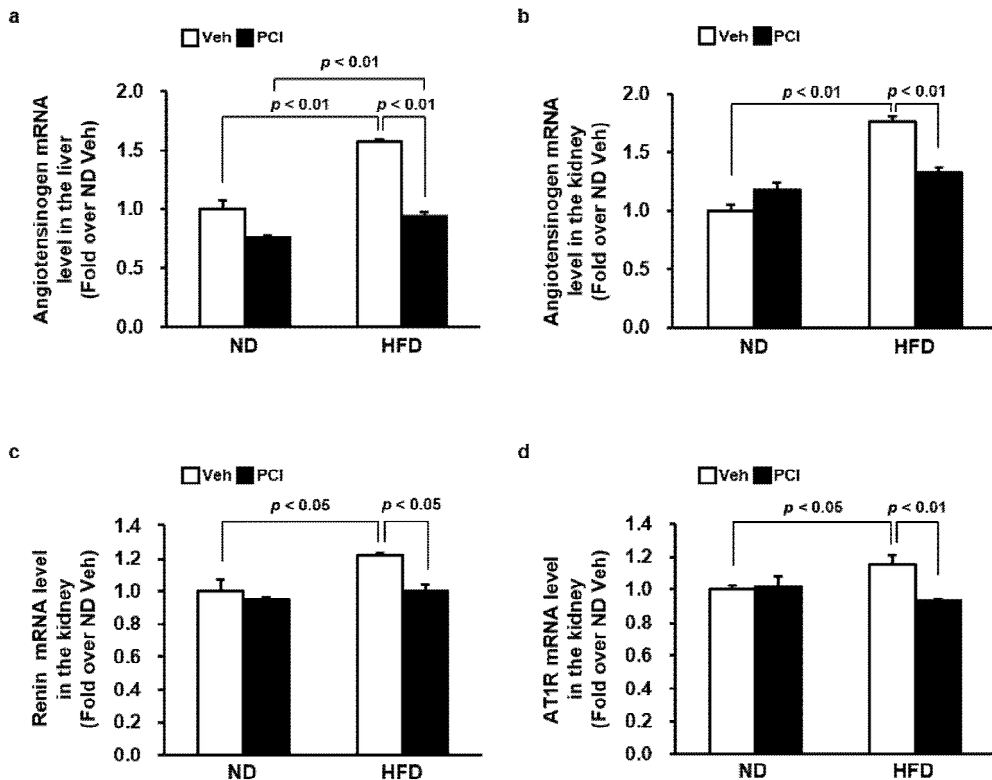 a
Veh PCI
p < 0.01
p < 0.01 p < 0.01
Angiotensinogen mRNA
level in the liver
(Fold over ND Veh)
2.0
1.5
1.0
0.5
0.0
ND HFD
b
Veh PCI
p < 0.01 p < 0.01
Angiotensinogen mRNA
level in the kidney
(Fold over ND Veh)
2.0
1.5
1.0
0.5
0.0
ND HFD
c
Veh PCI
p < 0.05 p < 0.05
Renin mRNA level
in the kidney
(Fold over ND Veh)
1.4
1.2
1.0
0.8
0.6
0.4
0.2
0.0
ND HFD
d
Veh PCI
p < 0.05 p < 0.01
AT1R mRNA level
in the kidney
(Fold over ND Veh)
1.4
1.2
1.0
0.8
0.6
0.4
0.2
0.0
ND HFD